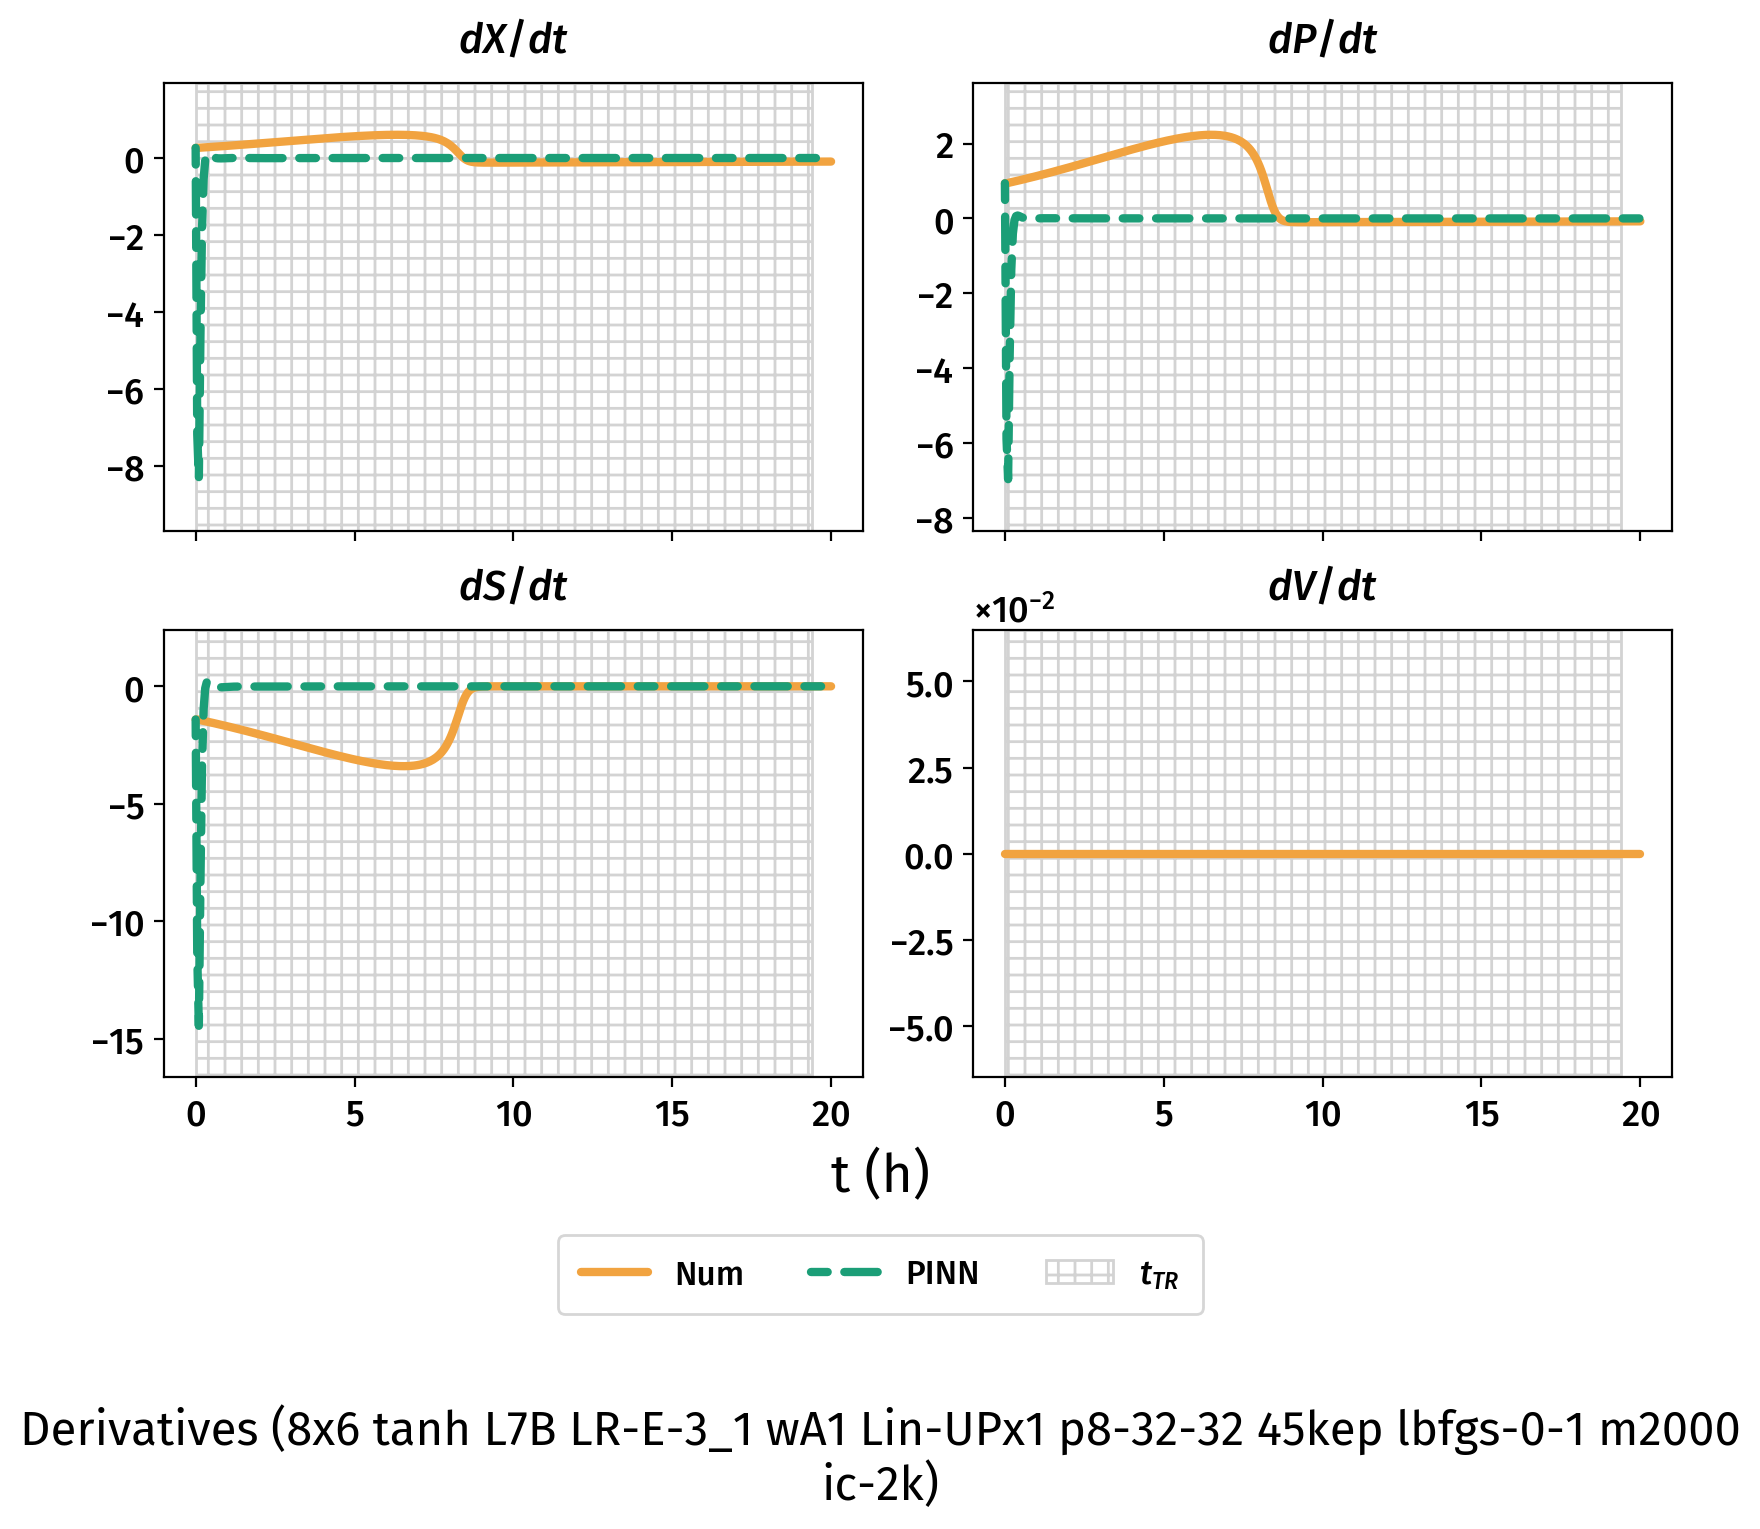 dX/dt
dP/dt
0
−2
−4
−6
−8
2
0
−2
−4
−6
−8
dS/dt
dV/dt
×10⁻²
0
−5
−10
−15
5.0
2.5
0.0
−2.5
−5.0
0 5 10 15 20
0 5 10 15 20
t (h)
Num PINN t_TR
Derivatives (8x6 tanh L7B LR-E-3_1 wA1 Lin-UPx1 p8-32-32 45kep lbfgs-0-1 m2000
ic-2k)